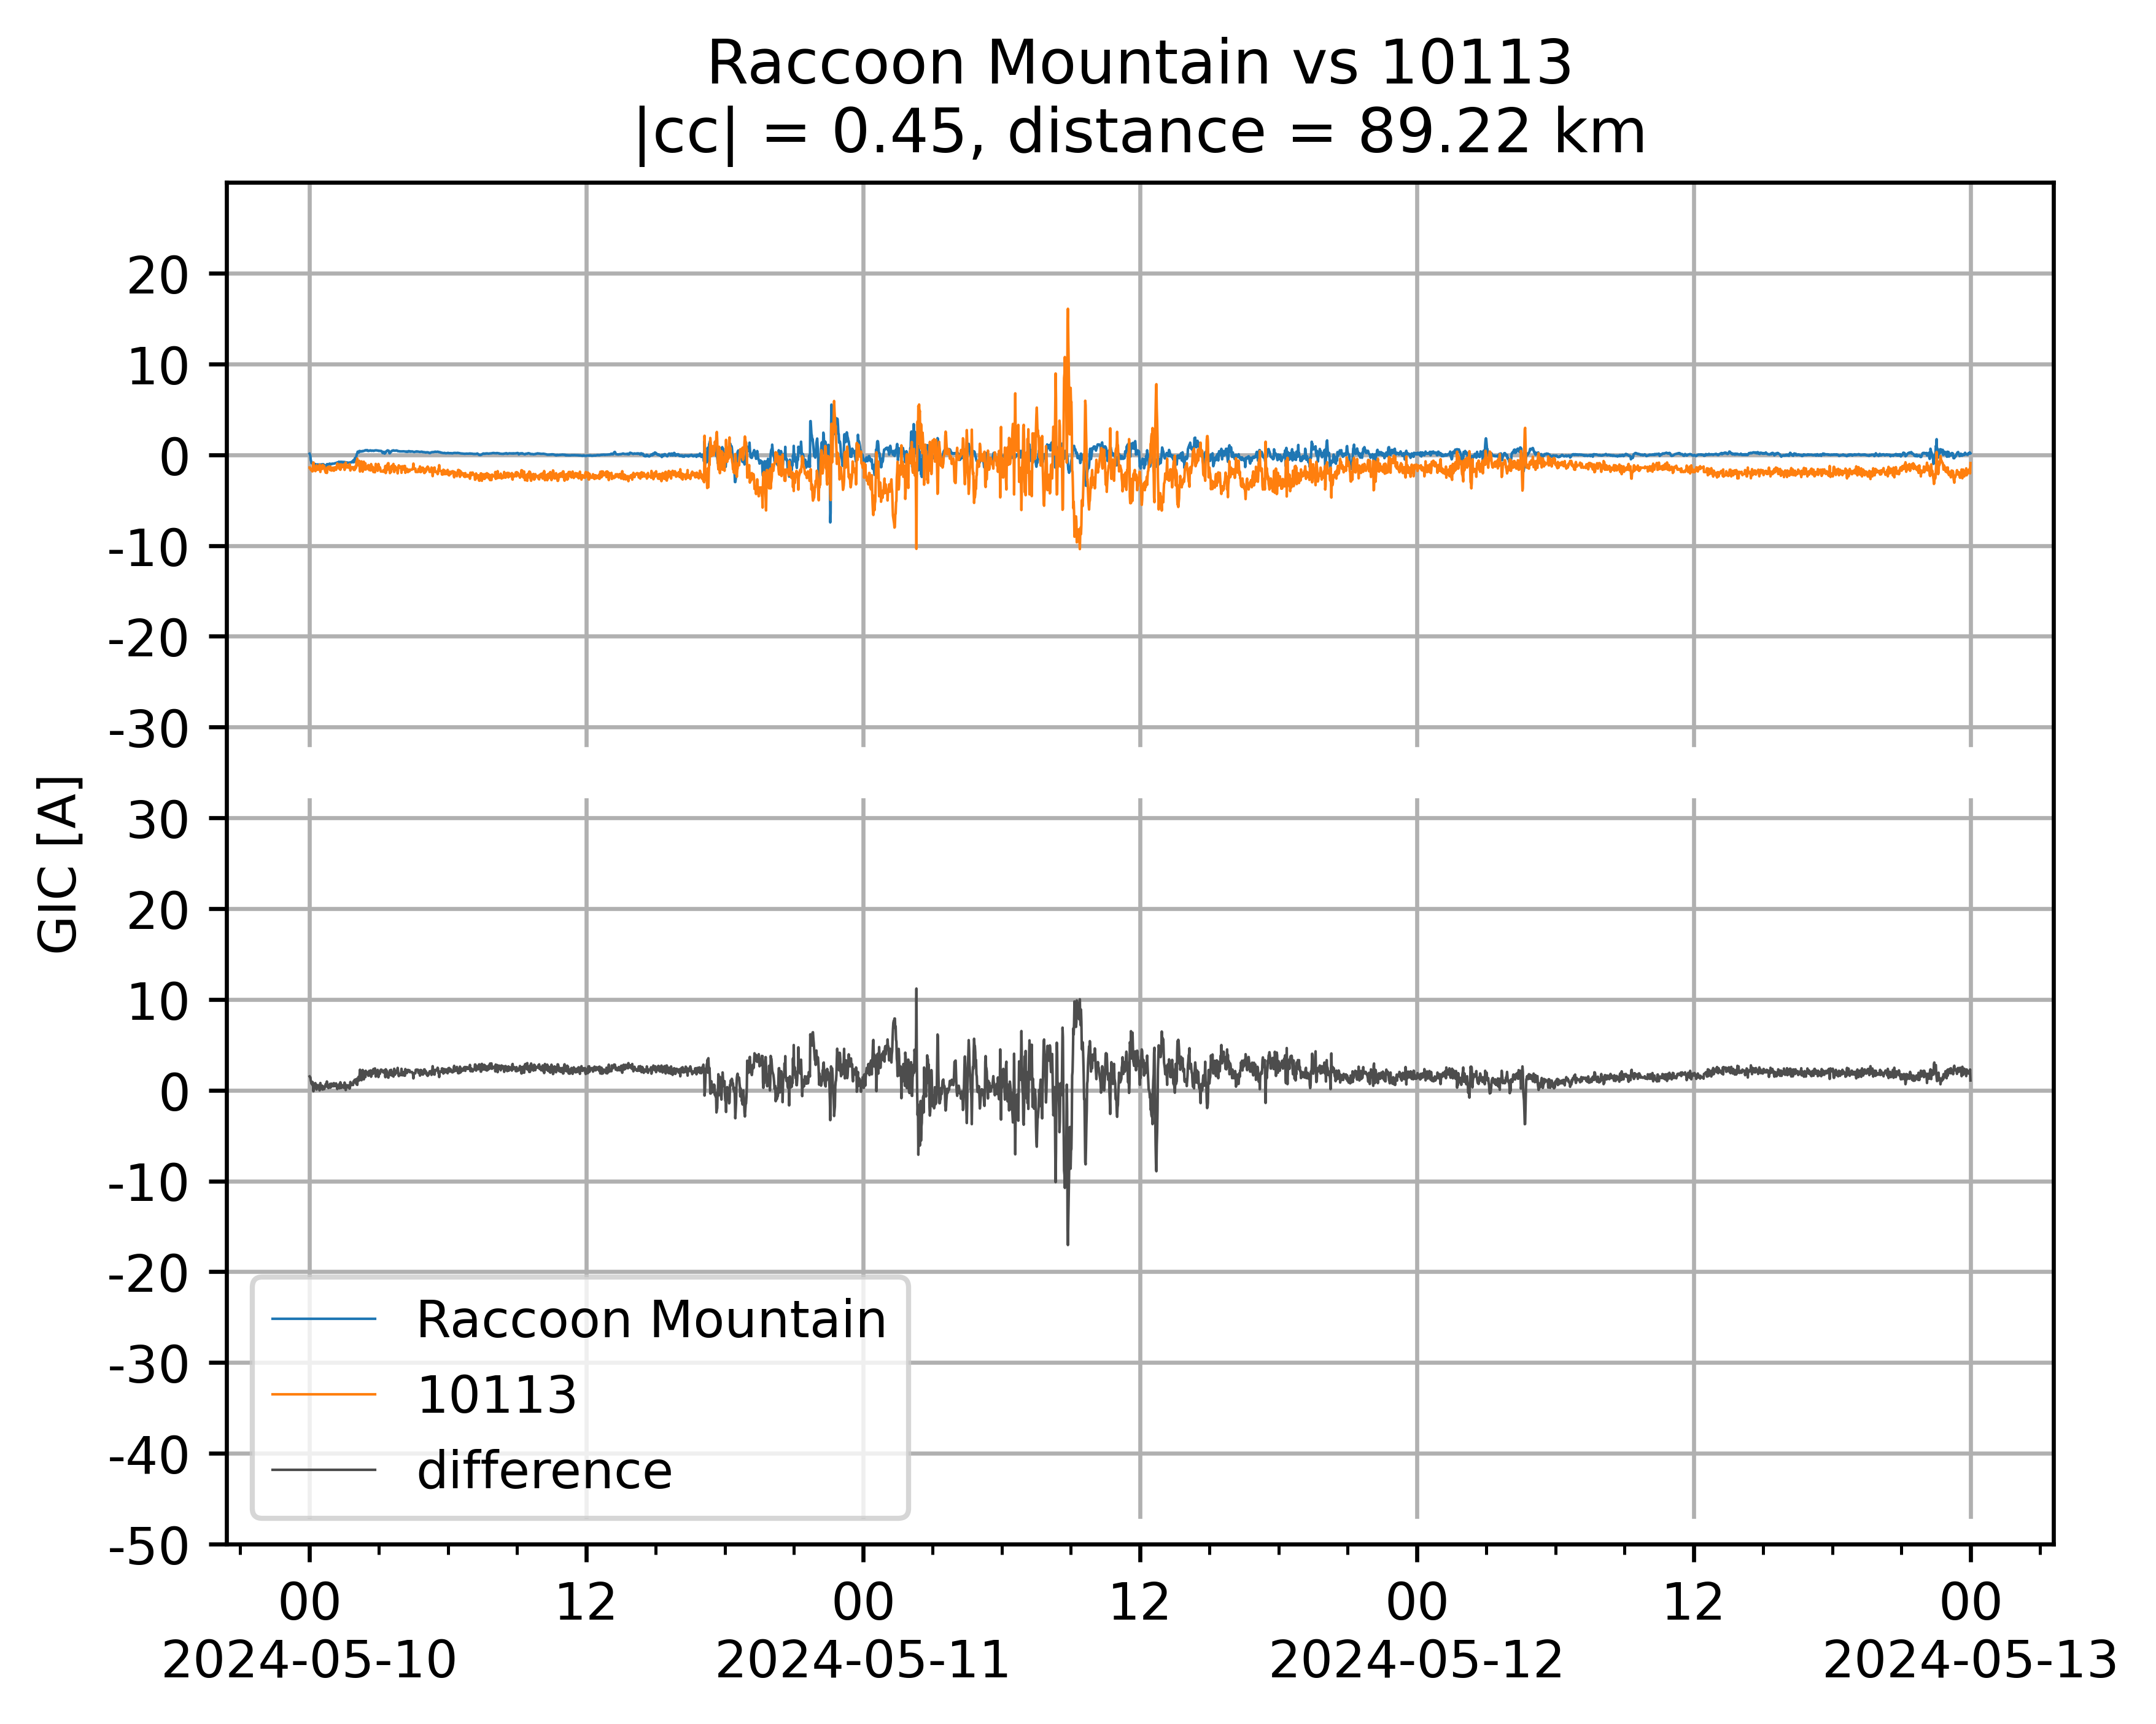 Raccoon Mountain vs 10113
|cc| = 0.45, distance = 89.22 km
20
10
0
-10
-20
-30
30
20
10
0
-10
-20
-30
-40
-50
GIC [A]
Raccoon Mountain
10113
difference
00 12 00 12 00 12 00
2024-05-10 2024-05-11 2024-05-12 2024-05-13